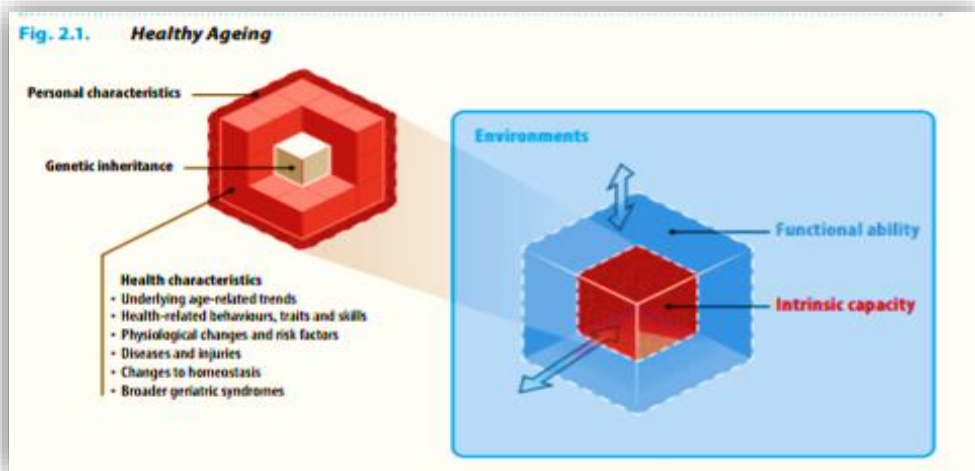 Fig. 2.1. Healthy Ageing
Personal characteristics
Genetic inheritance
Health characteristics
• Underlying age-related trends
• Health-related behaviours, traits and skills
• Physiological changes and risk factors
• Diseases and injuries
• Changes to homeostasis
• Broader geriatric syndromes
Environments
Functional ability
Intrinsic capacity